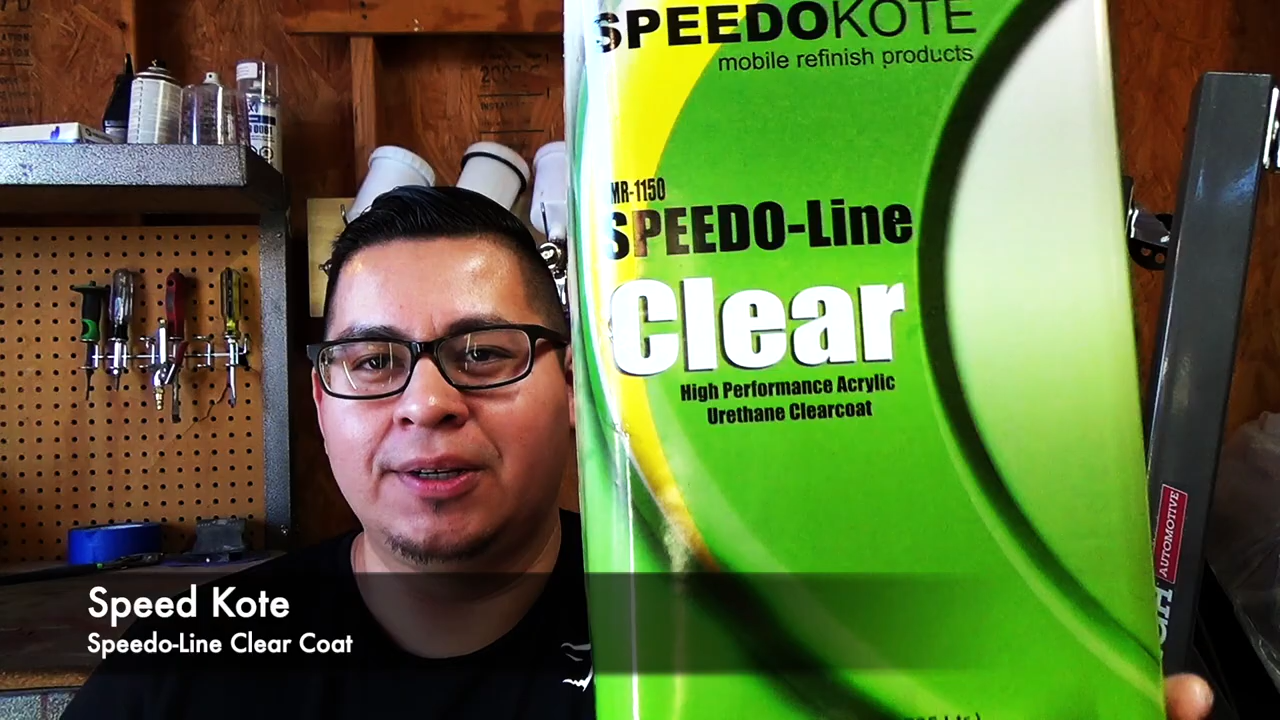 SPEEDOKOTE
mobile refinish products
MR-1150
SPEEDO-Line
Clear
High Performance Acrylic
Urethane Clearcoat
AUTOMOTIVE
Speed Kote
Speedo-Line Clear Coat